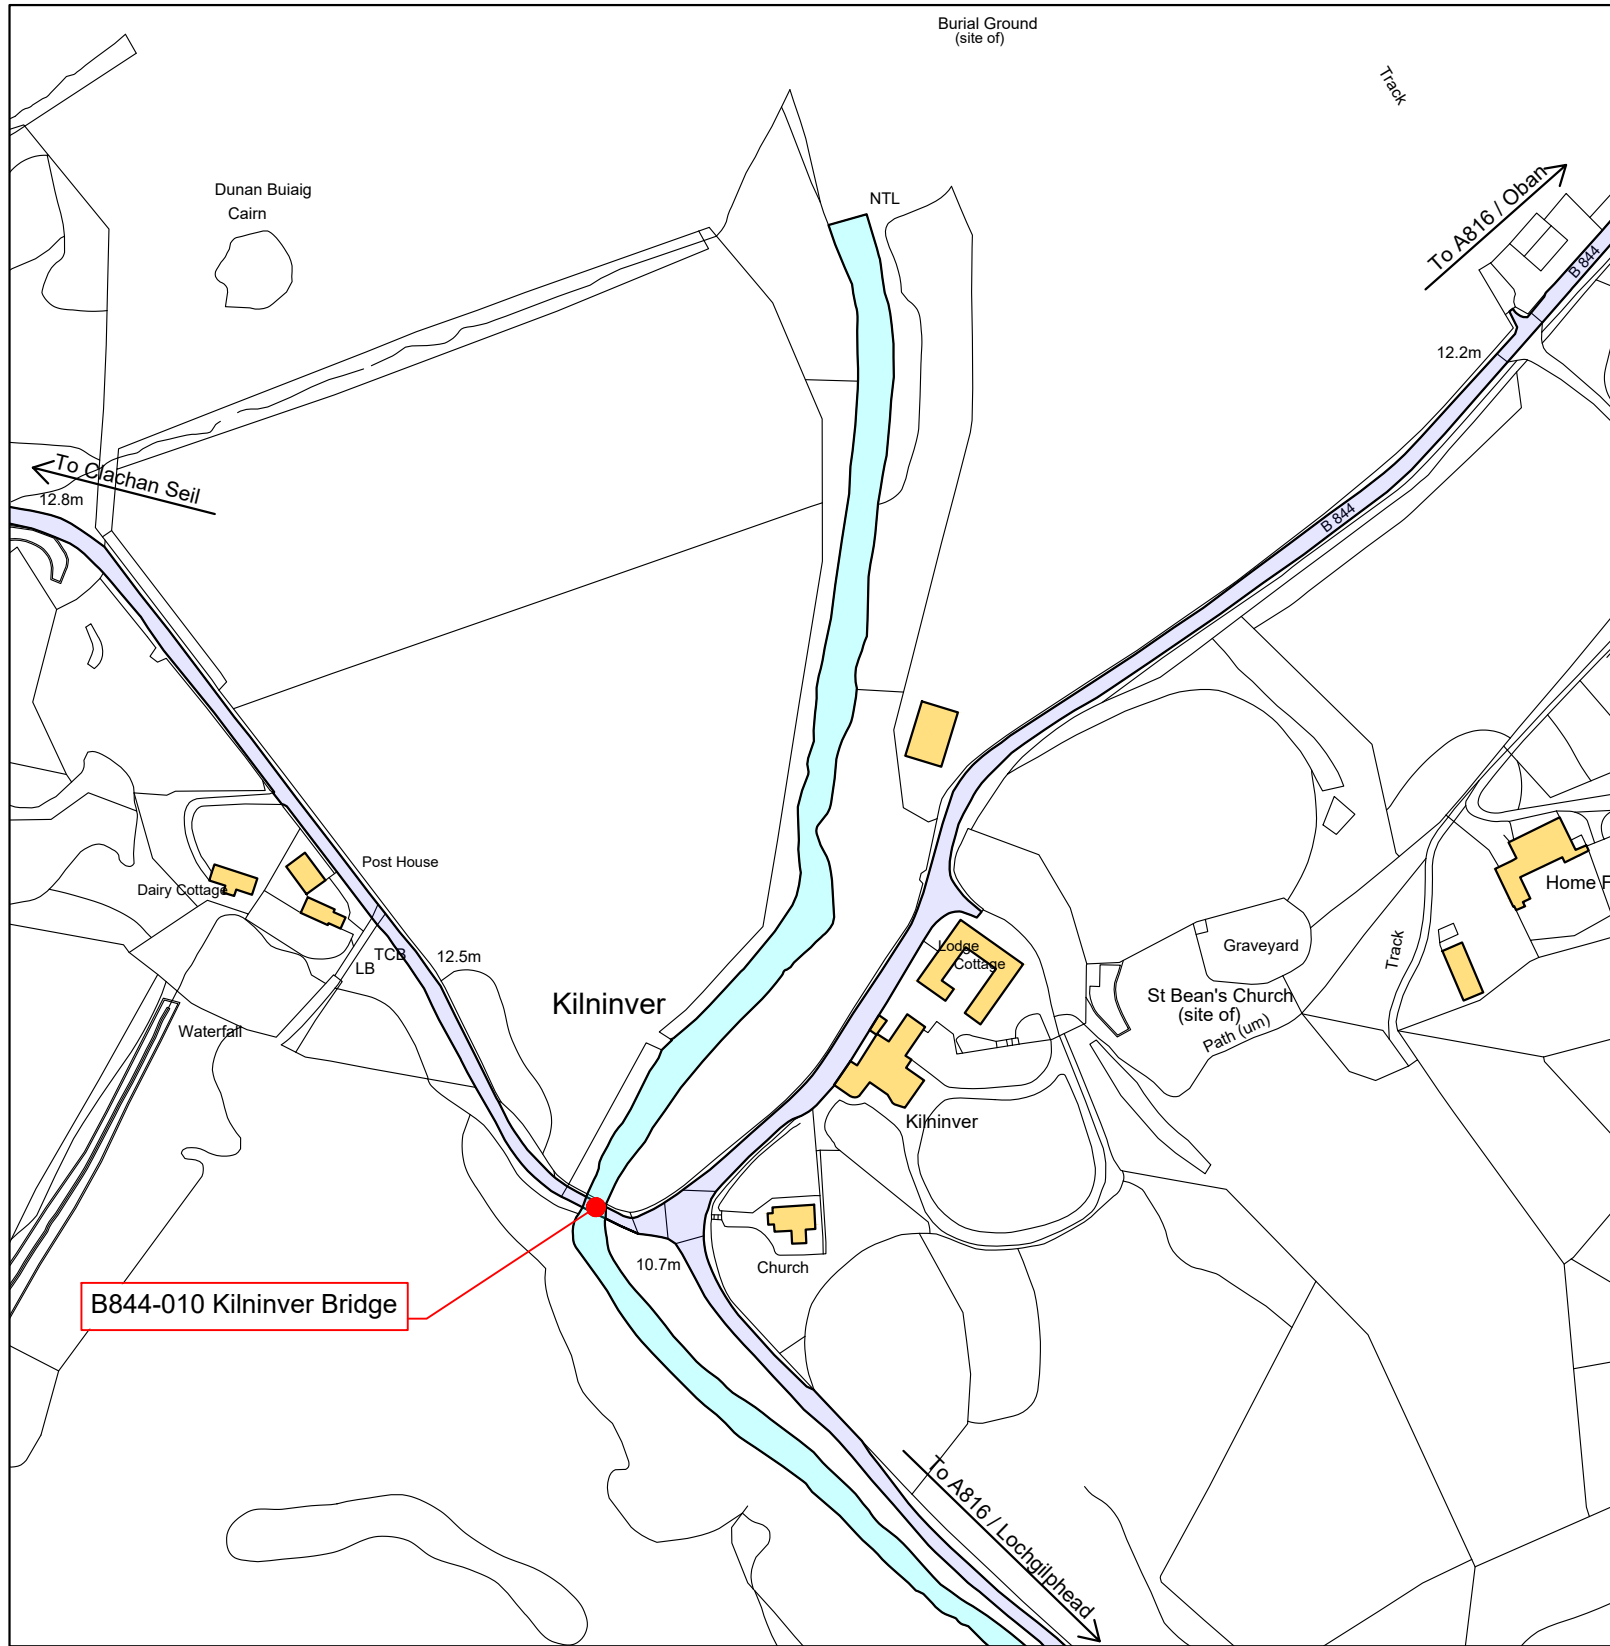 Burial Ground
(site of)
Track
Dunan Buiaig
Cairn
NTL
To A816 / Oban
B 844
12.2m
To Clachan Seil
12.8m
B 844
Post House
Dairy Cottage
Home F
Lodge
Cottage
Graveyard
Track
TCB
12.5m
LB
Kilninver
St Bean's Church
(site of)
Waterfall
Path (um)
Kilninver
10.7m
Church
B844-010 Kilninver Bridge
To A816 / Lochgilphead